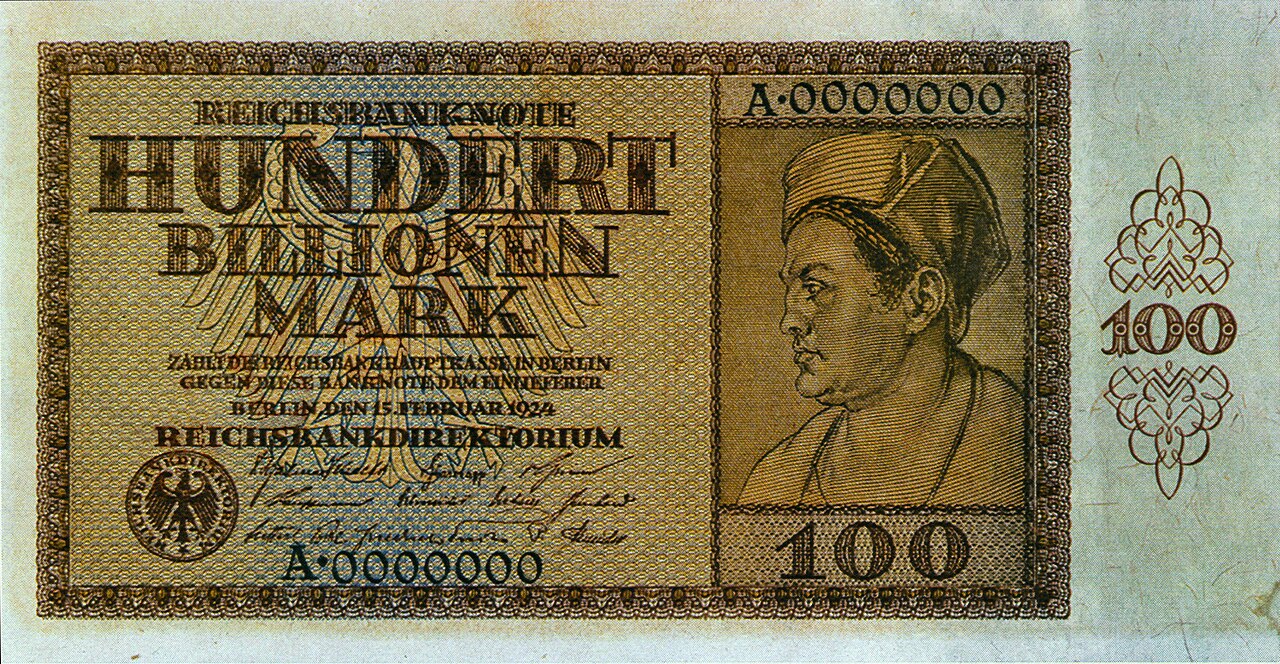 REICHSBANKNOTE
HUNDERT
BILLIONEN
MARK
ZAHLT DIE REICHSBANKHAUPTKASSE IN BERLIN
GEGEN DIESE BANKNOTE DEM EINLIEFERER
BERLIN, DEN 15. FEBRUAR 1924
REICHSBANKDIREKTORIUM
REICHSBANKDIREKTORIUM
A·0000000
A·0000000
100
100